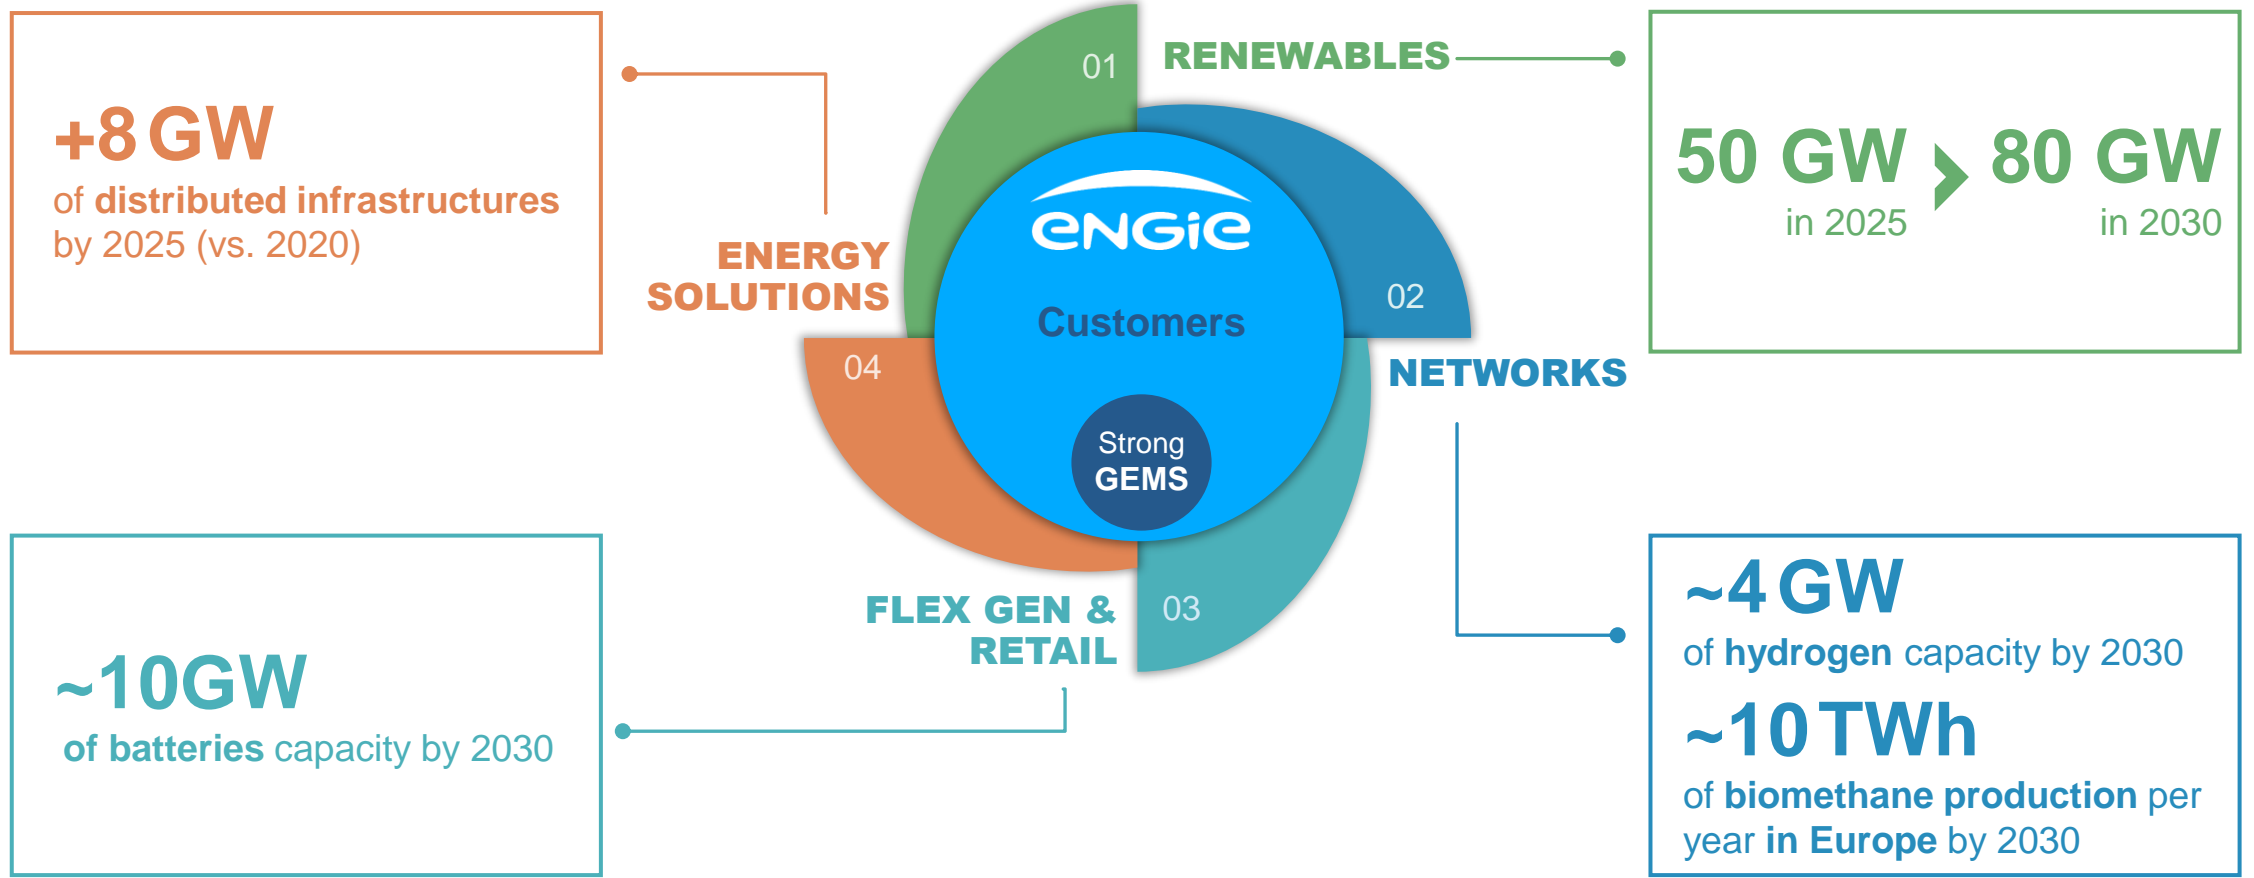 +8 GW
of distributed infrastructures
by 2025 (vs. 2020)
ENERGY
SOLUTIONS
01
RENEWABLES
50 GW
in 2025
80 GW
in 2030
ENGIE
Customers
Strong
GEMS
02
NETWORKS
04
~10GW
of batteries capacity by 2030
FLEX GEN &
RETAIL
03
~4 GW
of hydrogen capacity by 2030
~10 TWh
of biomethane production per
year in Europe by 2030